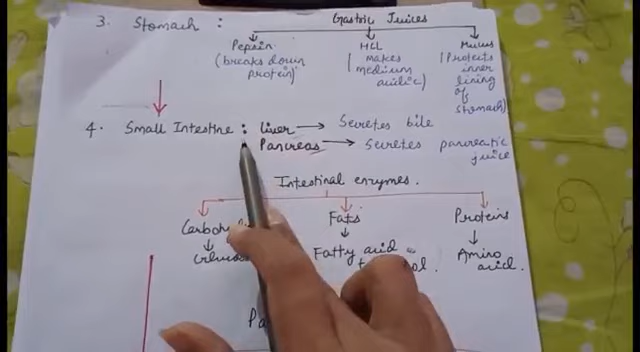 Gastric Juices
3. Stomach :
Pepsin
(breaks down
protein)
HCL
(makes
medium
acidic)
Mucus
(Protects
inner
lining
of
stomach)
4. Small Intestine : Liver → Secretes bile
Pancreas → Secretes pancreatic
juice
Intestinal enzymes.
Fats
Fatty acid
Proteins
Amino
acid.